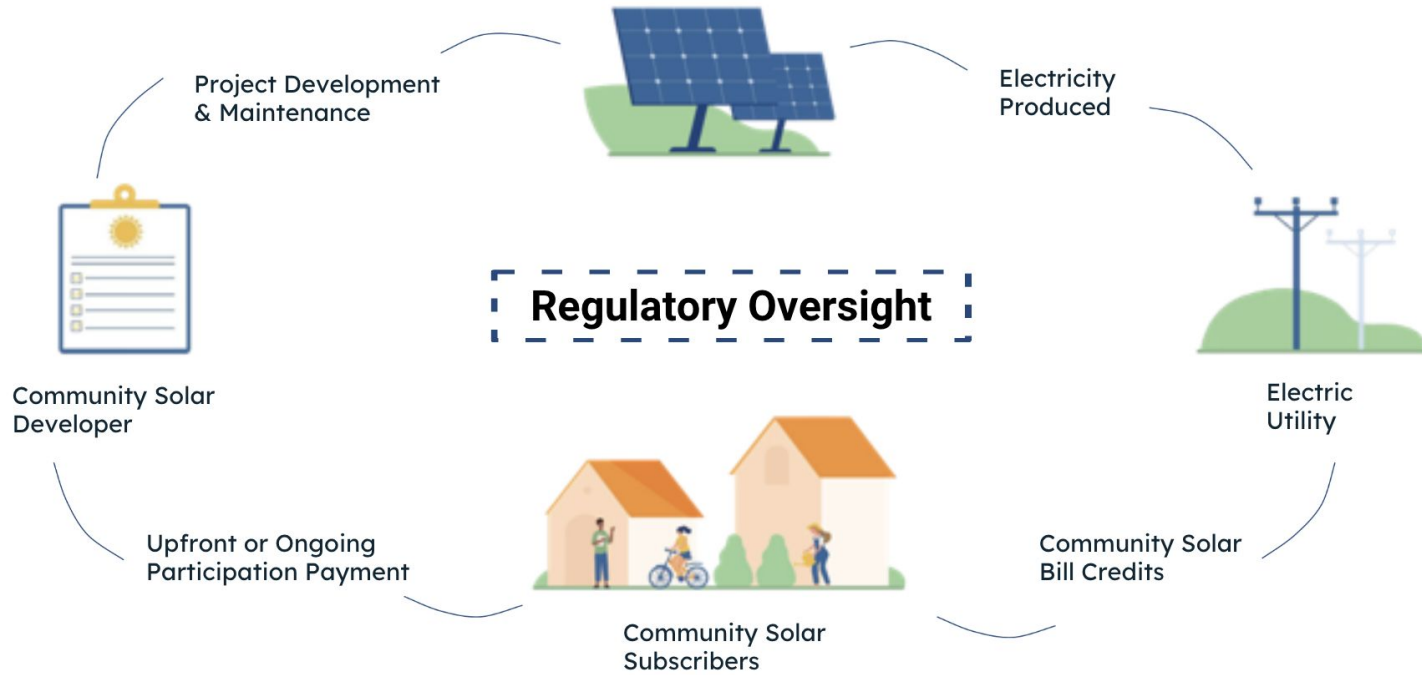 Project Development
& Maintenance
Electricity
Produced
Regulatory Oversight
Community Solar
Developer
Electric
Utility
Upfront or Ongoing
Participation Payment
Community Solar
Bill Credits
Community Solar
Subscribers